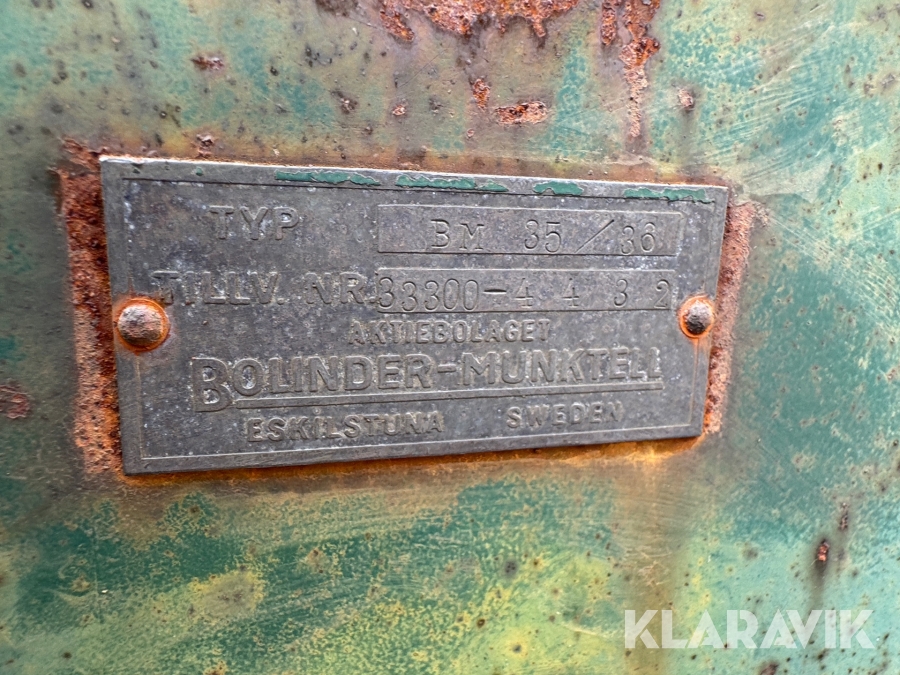 TYP BM 35/36
TILLV. NR. 33300-4432
AKTIEBOLAGET
BOLINDER-MUNKTELL
ESKILSTUNA SWEDEN
KLARAVIK